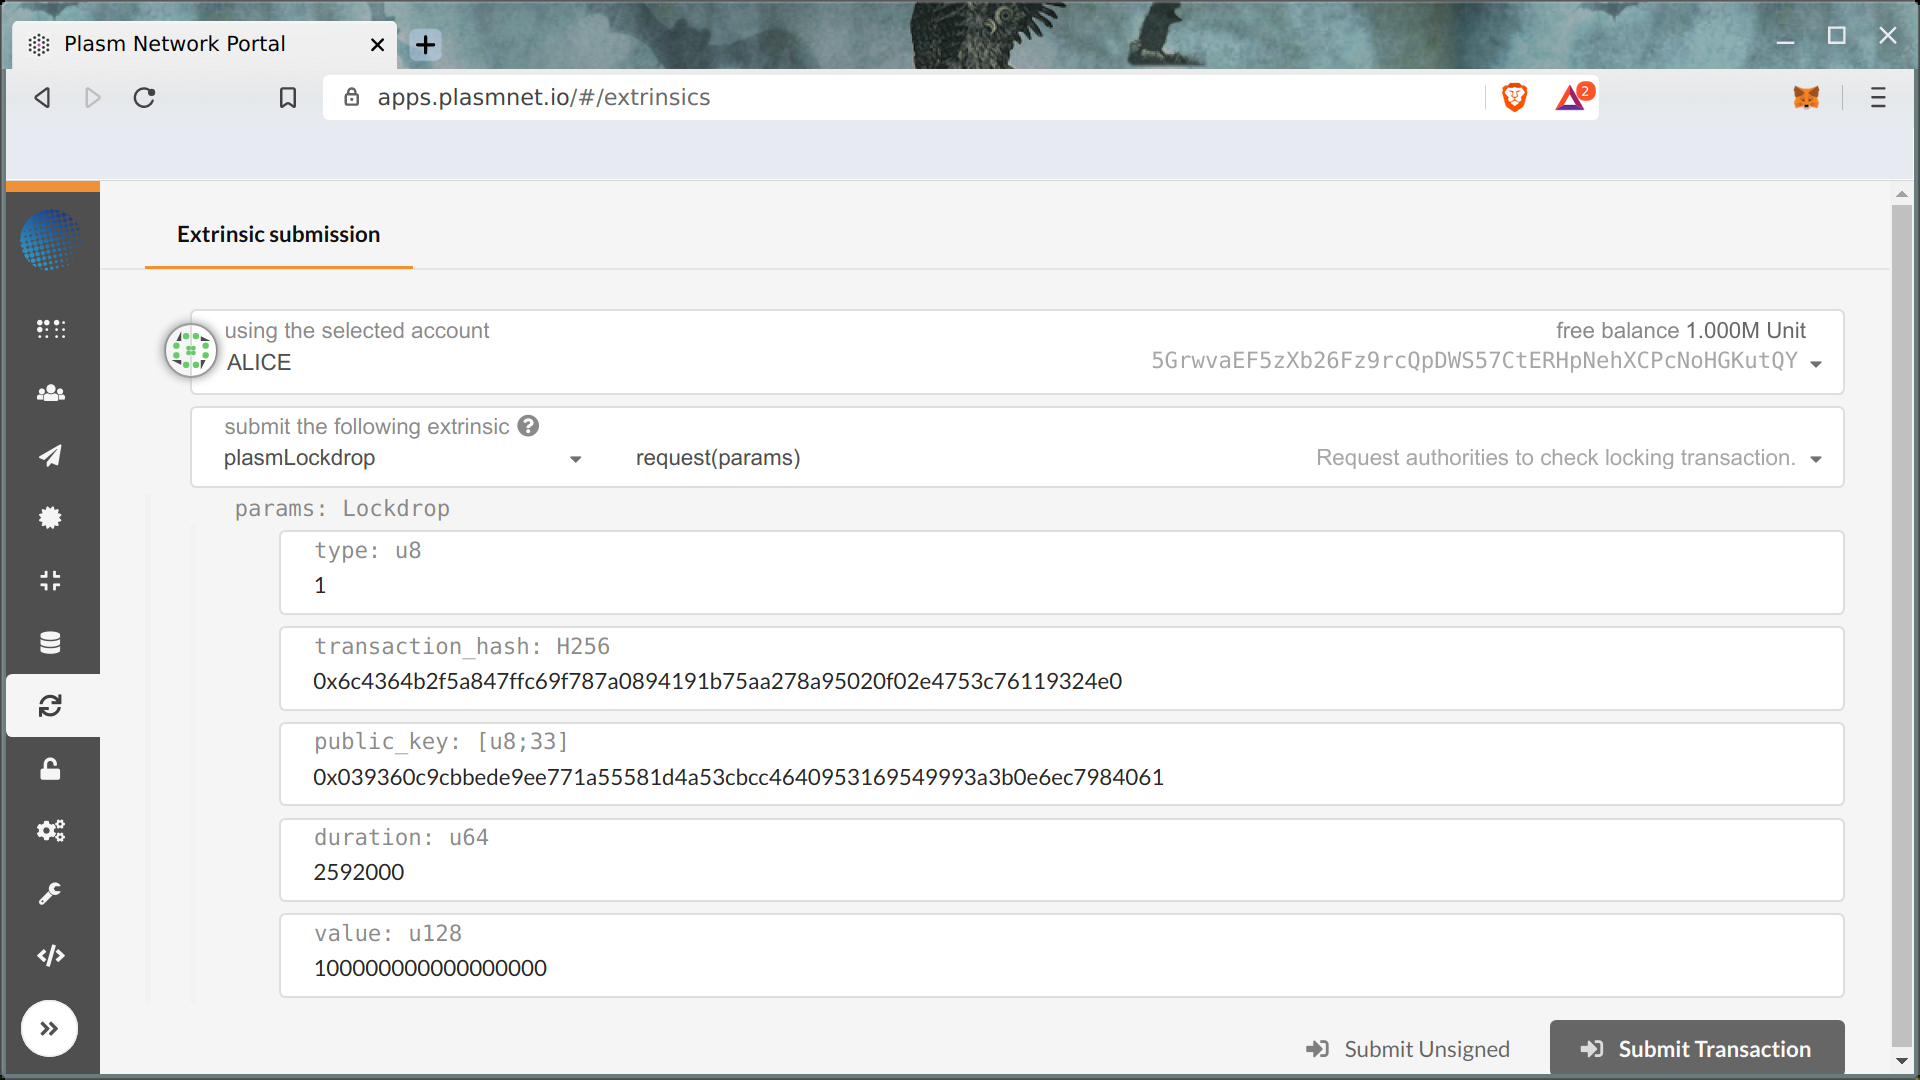 Plasm Network Portal
apps.plasmnet.io/#/extrinsics
2
Extrinsic submission
using the selected account
free balance 1.000M Unit
ALICE
5GrwvaEF5zXb26Fz9rcQpDWS57CtERHpNehXCPcNoHGKutQY
submit the following extrinsic
plasmLockdrop
request(params)
Request authorities to check locking transaction.
params: Lockdrop
type: u8
1
transaction_hash: H256
0x6c4364b2f5a847ffc69f787a0894191b75aa278a95020f02e4753c76119324e0
public_key: [u8;33]
0x039360c9cbbede9ee771a55581d4a53cbcc4640953169549993a3b0e6ec7984061
duration: u64
2592000
value: u128
100000000000000000
Submit Unsigned
Submit Transaction